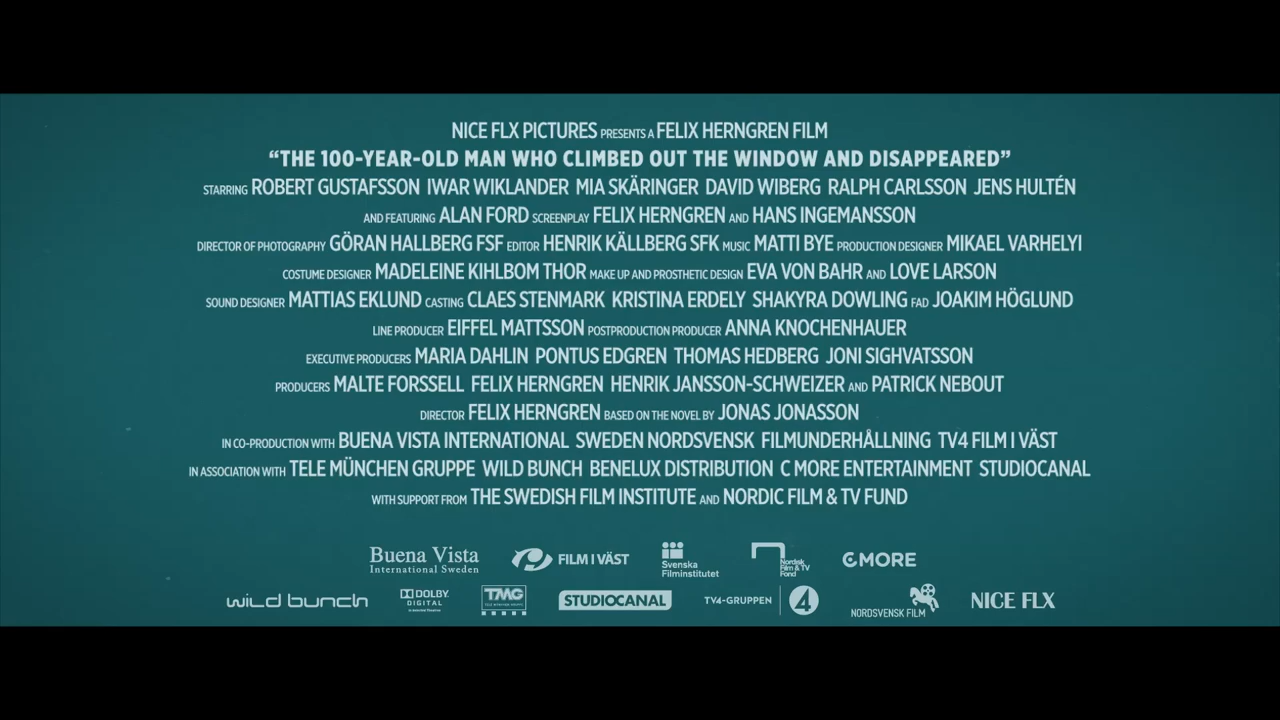 NICE FLX PICTURES PRESENTS A FELIX HERNGREN FILM
“THE 100-YEAR-OLD MAN WHO CLIMBED OUT THE WINDOW AND DISAPPEARED”
STARRING ROBERT GUSTAFSSON IWAR WIKLANDER MIA SKÄRINGER DAVID WIBERG RALPH CARLSSON JENS HULTÉN
AND FEATURING ALAN FORD SCREENPLAY FELIX HERNGREN AND HANS INGEMANSSON
DIRECTOR OF PHOTOGRAPHY GÖRAN HALLBERG FSF EDITOR HENRIK KÄLLBERG SFK MUSIC MATTI BYE PRODUCTION DESIGNER MIKAEL VARHELYI
COSTUME DESIGNER MADELEINE KIHLBOM THOR MAKE UP AND PROSTHETIC DESIGN EVA VON BAHR AND LOVE LARSON
SOUND DESIGNER MATTIAS EKLUND CASTING CLAES STENMARK KRISTINA ERDELY SHAKYRA DOWLING FAD JOAKIM HÖGLUND
LINE PRODUCER EIFFEL MATTSSON POSTPRODUCTION PRODUCER ANNA KNOCHENHAUER
EXECUTIVE PRODUCERS MARIA DAHLIN PONTUS EDGREN THOMAS HEDBERG JONI SIGHVATSSON
PRODUCERS MALTE FORSSELL FELIX HERNGREN HENRIK JANSSON-SCHWEIZER AND PATRICK NEBOUT
DIRECTOR FELIX HERNGREN BASED ON THE NOVEL BY JONAS JONASSON
IN CO-PRODUCTION WITH BUENA VISTA INTERNATIONAL SWEDEN NORDSVENSK FILMUNDERHÅLLNING TV4 FILM I VÄST
IN ASSOCIATION WITH TELE MÜNCHEN GRUPPE WILD BUNCH BENELUX DISTRIBUTION C MORE ENTERTAINMENT STUDIOCANAL
WITH SUPPORT FROM THE SWEDISH FILM INSTITUTE AND NORDIC FILM & TV FUND
Buena Vista
International Sweden
FILM I VÄST
Svenska
Filminstitutet
Nordisk
Film & TV
Fond
CMORE
wild bunch
DOLBY
DIGITAL
TMG
STUDIOCANAL
TV4-GRUPPEN 4
NORDSVENSK FILM
NICE FLX